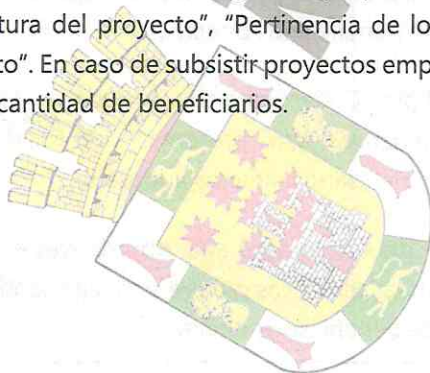 tura del proyecto", "Pertinencia de lo
to". En caso de subsistir proyectos emp
cantidad de beneficiarios.